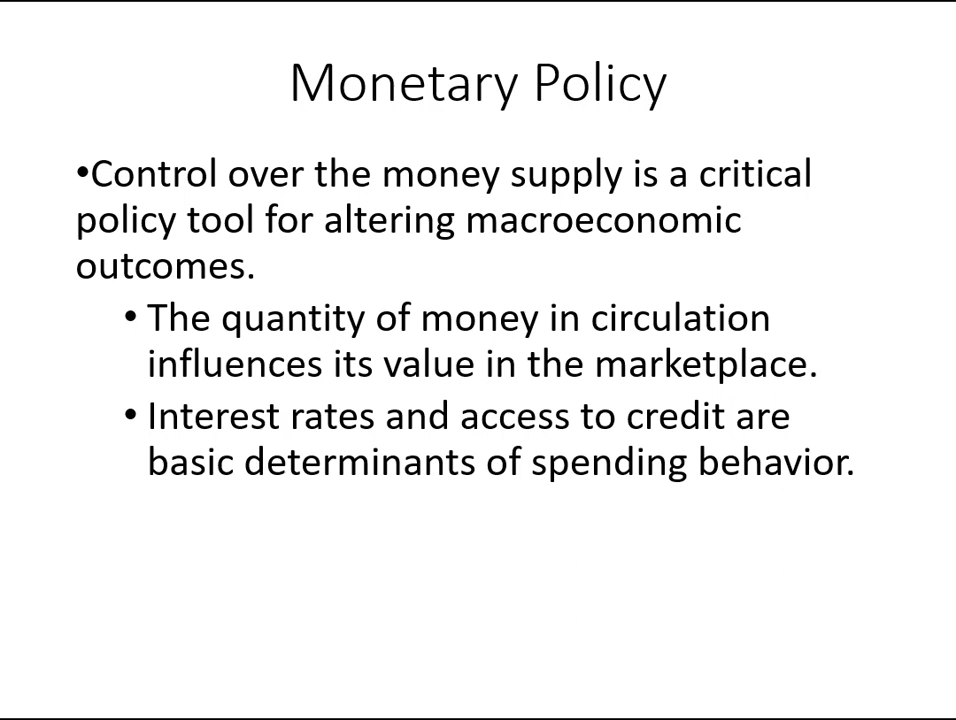 Monetary Policy
•Control over the money supply is a critical
policy tool for altering macroeconomic
outcomes.
• The quantity of money in circulation
influences its value in the marketplace.
• Interest rates and access to credit are
basic determinants of spending behavior.